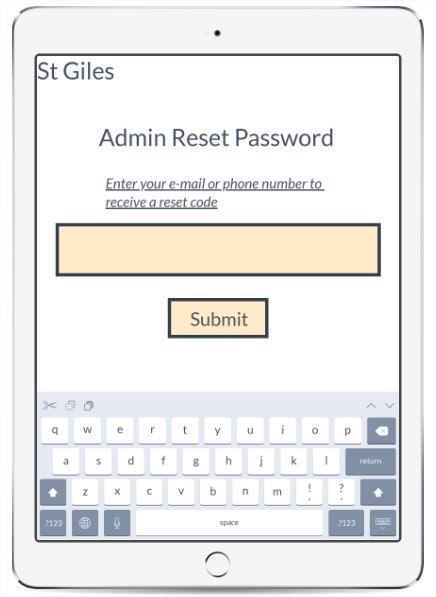 St Giles
Admin Reset Password
Enter your e-mail or phone number to
receive a reset code
Submit
q w e r t y u i o p
a s d f g h j k l return
z x c v b n m ! , ? .
.?123 space .?123